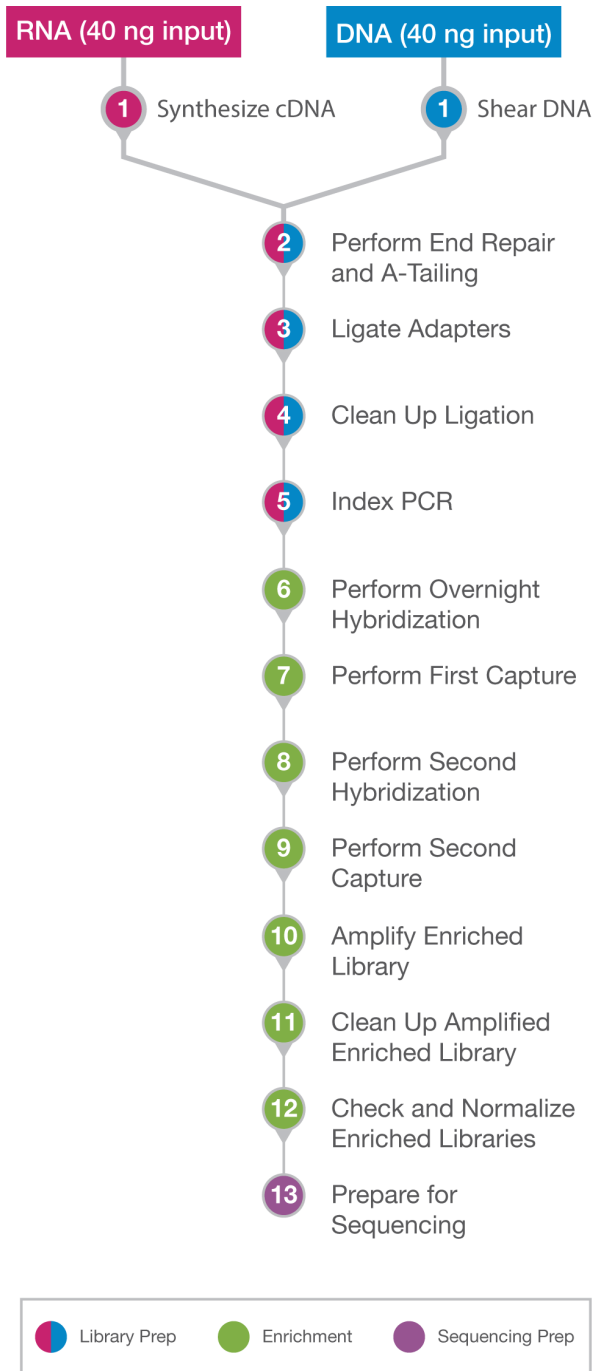 RNA (40 ng input)
DNA (40 ng input)
1 Synthesize cDNA
1 Shear DNA
2 Perform End Repair
and A-Tailing
3 Ligate Adapters
4 Clean Up Ligation
5 Index PCR
6 Perform Overnight
Hybridization
7 Perform First Capture
8 Perform Second
Hybridization
9 Perform Second
Capture
10 Amplify Enriched
Library
11 Clean Up Amplified
Enriched Library
12 Check and Normalize
Enriched Libraries
13 Prepare for
Sequencing
Library Prep
Enrichment
Sequencing Prep